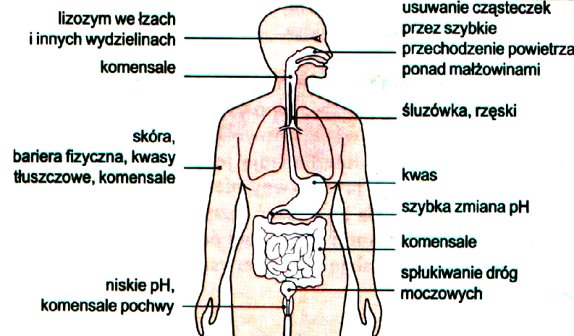 lizozym we łzach
i innych wydzielinach
komensale
skóra,
bariera fizyczna, kwasy
tłuszczowe, komensale
niskie pH,
komensale pochwy
usuwanie cząsteczek
przez szybkie
przechodzenie powietrza
ponad małżowinami
śluzówka, rzęski
kwas
szybka zmiana pH
komensale
spłukiwanie dróg
moczowych